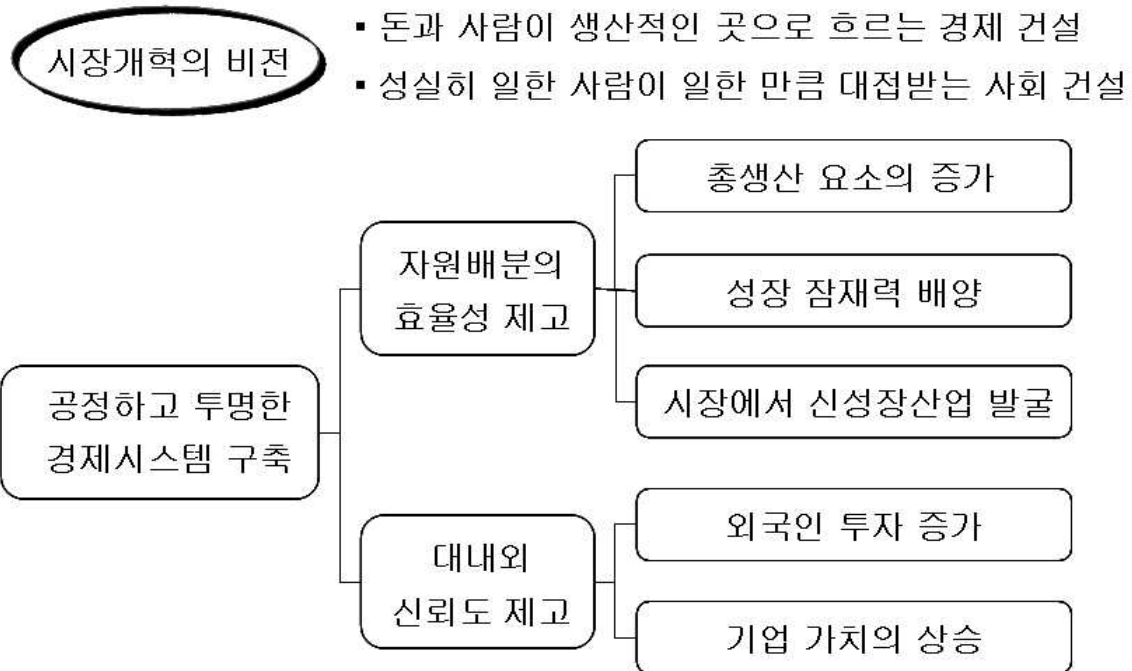 시장개혁의 비전
▪ 돈과 사람이 생산적인 곳으로 흐르는 경제 건설
▪ 성실히 일한 사람이 일한 만큼 대접받는 사회 건설
공정하고 투명한
경제시스템 구축
자원배분의
효율성 제고
총생산 요소의 증가
성장 잠재력 배양
시장에서 신성장산업 발굴
대내외
신뢰도 제고
외국인 투자 증가
기업 가치의 상승